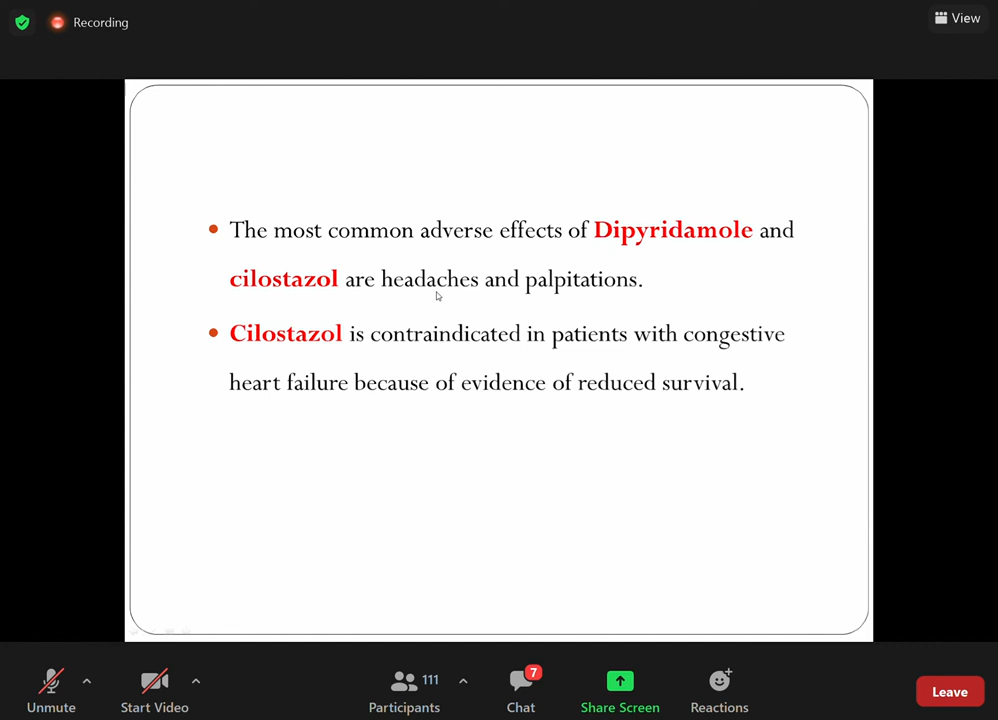 Recording
View
The most common adverse effects of Dipyridamole and
cilostazol are headaches and palpitations.
Cilostazol is contraindicated in patients with congestive
heart failure because of evidence of reduced survival.
111
7
Unmute
Start Video
Participants
Chat
Share Screen
Reactions
Leave